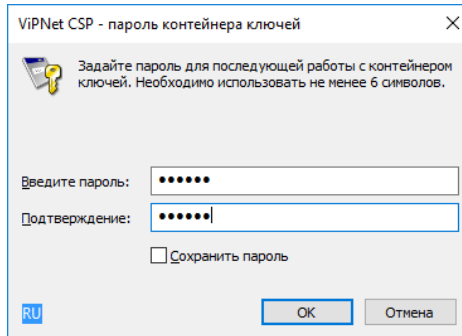 ViPNet CSP - пароль контейнера ключей
Задайте пароль для последующей работы с контейнером
ключей. Необходимо использовать не менее 6 символов.
Введите пароль: ••••••
Подтверждение: ••••••
Сохранить пароль
RU OK Отмена